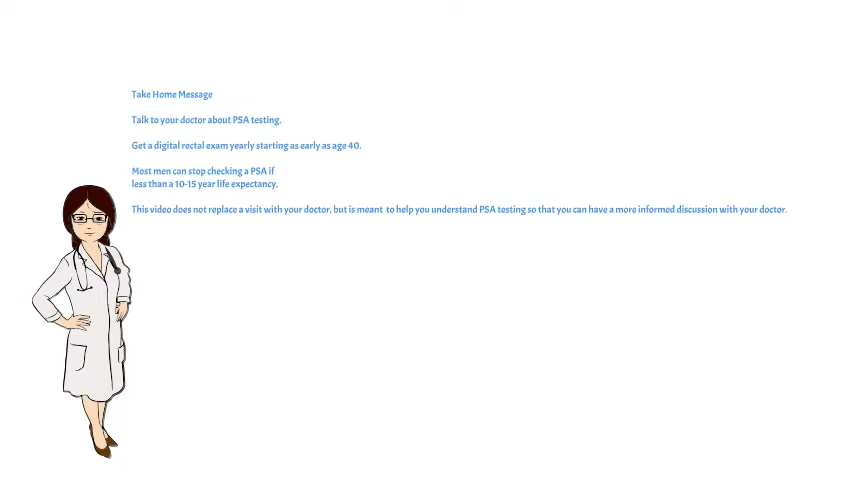 Take Home Message
Talk to your doctor about PSA testing.
Get a digital rectal exam yearly starting as early as age 40.
Most men can stop checking a PSA if
less than a 10-15 year life expectancy,
This video does not replace a visit with your doctor, but is meant to help you understand PSA testing so that you can have a more informed discussion with your doctor.